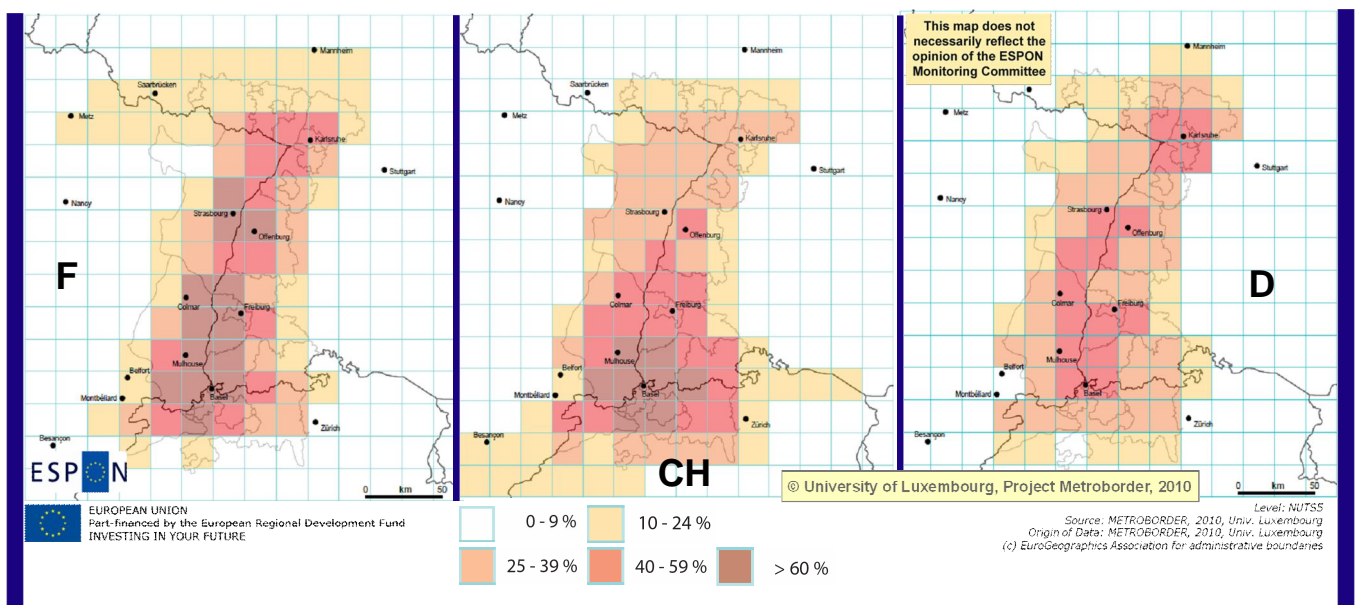 Mannheim
Saarbrücken
Metz
Karlsruhe
Stuttgart
Nancy
Strasbourg
Offenburg
F
Colmar
Freiburg
Mulhouse
Belfort
Basel
Montbéliard
Zürich
Besançon
ESPON
km
0 50
Mannheim
Saarbrücken
Metz
Karlsruhe
Stuttgart
Nancy
Strasbourg
Offenburg
Colmar
Freiburg
Mulhouse
Belfort
Montbéliard
Basel
Zürich
Besançon
CH
This map does not
necessarily reflect the
opinion of the ESPON
Monitoring Committee
Mannheim
Metz
Karlsruhe
Stuttgart
Nancy
Strasbourg
Offenburg
D
Colmar
Freiburg
Mulhouse
Belfort
Montbéliard
Basel
Zürich
Besançon
km
0 50
© University of Luxembourg, Project Metroborder, 2010
EUROPEAN UNION
Part-financed by the European Regional Development Fund
INVESTING IN YOUR FUTURE
0 - 9 %
10 - 24 %
25 - 39 %
40 - 59 %
> 60 %
Level: NUTS5
Source: METROBORDER, 2010, Univ. Luxembourg
Origin of Data: METROBORDER, 2010, Univ. Luxembourg
(c) EuroGeographics Association for administrative boundaries